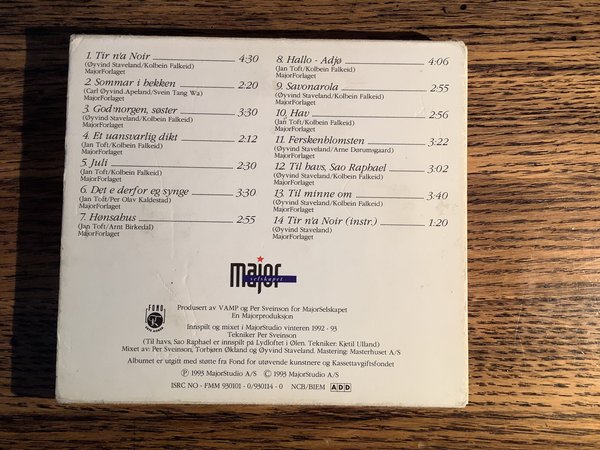 1. Tir n'a Noir 4:30
(Øyvind Staveland/Kolbein Falkeid)
MajorForlaget
2. Sommar i bekken 2.20
(Carl Øyvind Apeland/Svein Tang Wa)
MajorForlaget
3. God'norgen, søster 3:30
(Øyvind Staveland/Kolbein Falkeid)
MajorForlaget
4. Et uansvarlig dikt 2:12
(Jan Toft/Kolbein Falkeid)
MajorForlaget
5. Juli 2:30
(Jan Toft/Kolbein Falkeid)
MajorForlaget
6. Det e derfor eg synge 3:30
(Jan Toft/Per Olav Kaldestad)
MajorForlaget
7. Hønsahus 2:55
(Jan Toft/Arnt Birkedal)
MajorForlaget
8. Hallo - Adjø 4:06
(Jan Toft/Kolbein Falkeid)
MajorForlaget
9. Savonarola 2:55
(Øyvind Staveland/Kolbein Falkeid)
MajorForlaget
10. Hav 2:56
(Jan Toft/Kolbein Falkeid)
MajorForlaget
11. Ferskenblomsten 3:22
(Øyvind Staveland/Arne Dørumsgaard)
MajorForlaget
12. Til havs, Sao Raphael 3:02
(Øyvind Staveland/Kolbein Falkeid)
MajorForlaget
13. Til minne om 3:40
(Øyvind Staveland/Kolbein Falkeid)
MajorForlaget
14 Tir n'a Noir (instr.) 1:20
(Øyvind Staveland)
MajorForlaget
major
selskapet
FOND
Produsert av VAMP og Per Sveinson for MajorSelskapet
En Majorproduksjon
Innspilt og mixet i MajorStudio vinteren 1992 - 93
Tekniker Per Sveinson
(Til havs, Sao Raphael er innspilt på Lydloftet i Ølen. Tekniker: Kjetil Ulland)
Mixet av: Per Sveinson, Torbjørn Økland og Øyvind Staveland. Mastering: Masterhuset A/S
Albumet er utgitt med støtte fra Fond for utøvende kunstnere og Kassettavgiftsfondet
Ⓟ 1993 MajorStudio A/S © 1993 MajorStudio A/S
ISRC NO - FMM 930101 - 0/930114 - 0 NCB/BIEM ADD